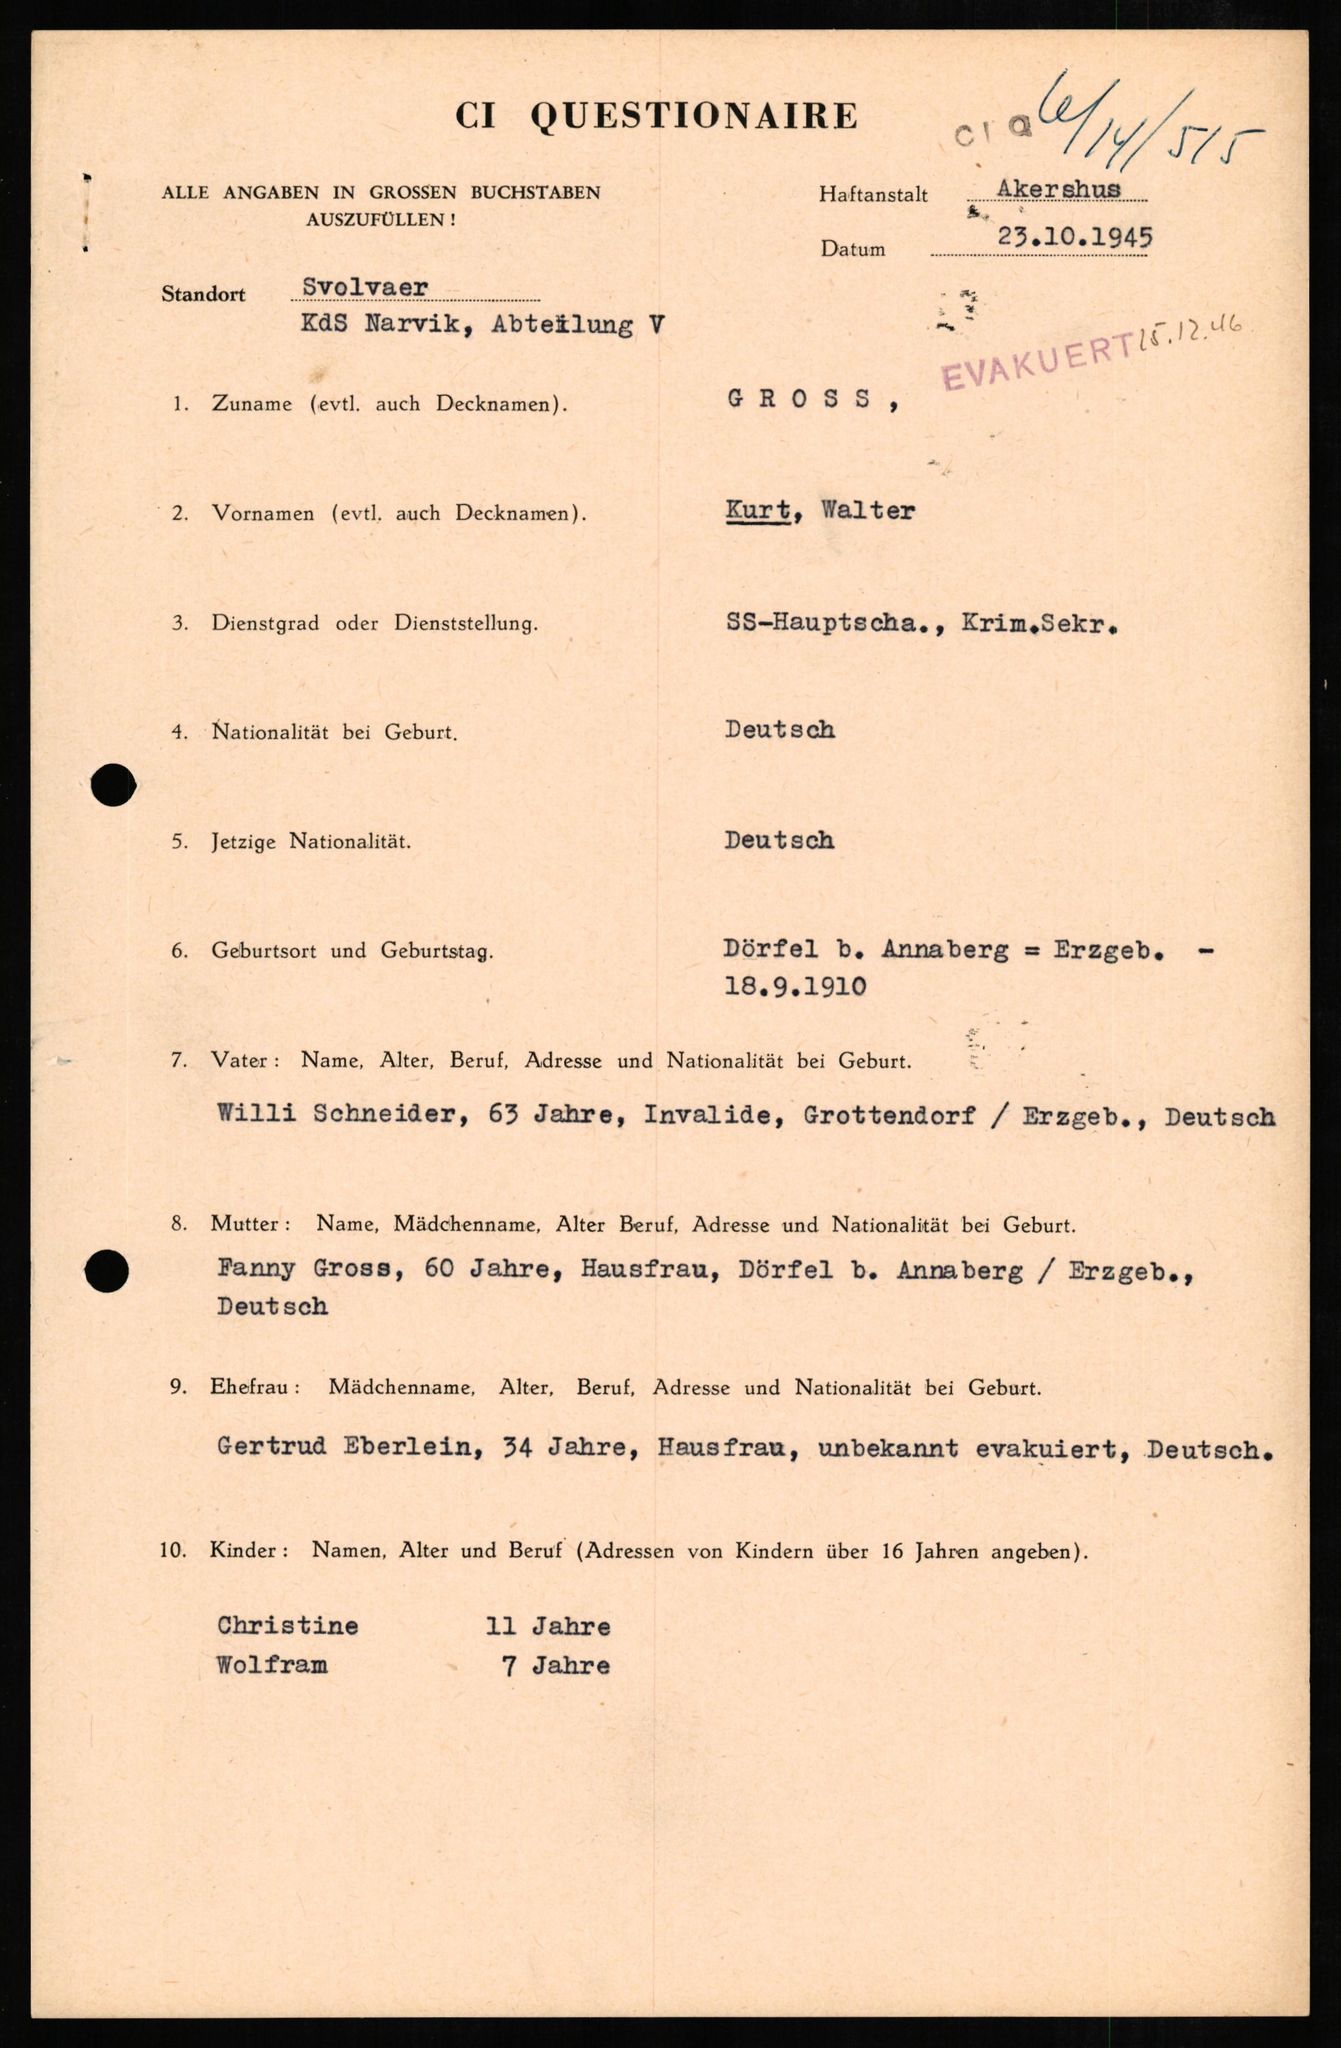 CI QUESTIONAIRE
CIQ 6/14/515
ALLE ANGABEN IN GROSSEN BUCHSTABEN
AUSZUFÜLLEN!
Haftanstalt Akershus
Datum 23.10.1945
Standort Svolvaer
KdS Narvik, Abteilung V
EVAKUERT 15.12.46
1. Zuname (evtl. auch Decknamen). G R O S S ,
2. Vornamen (evtl. auch Decknamen). Kurt, Walter
3. Dienstgrad oder Dienststellung. SS-Hauptscha., Krim.Sekr.
4. Nationalität bei Geburt. Deutsch
5. Jetzige Nationalität. Deutsch
6. Geburtsort und Geburtstag. Dörfel b. Annaberg = Erzgeb. -
18.9.1910
7. Vater: Name, Alter, Beruf, Adresse und Nationalität bei Geburt.
Willi Schneider, 63 Jahre, Invalide, Grottendorf / Erzgeb., Deutsch
8. Mutter: Name, Mädchenname, Alter Beruf, Adresse und Nationalität bei Geburt.
Fanny Gross, 60 Jahre, Hausfrau, Dörfel b. Annaberg / Erzgeb.,
Deutsch
9. Ehefrau: Mädchenname, Alter, Beruf, Adresse und Nationalität bei Geburt.
Gertrud Eberlein, 34 Jahre, Hausfrau, unbekannt evakuiert, Deutsch.
10. Kinder: Namen, Alter und Beruf (Adressen von Kindern über 16 Jahren angeben).
Christine 11 Jahre
Wolfram 7 Jahre